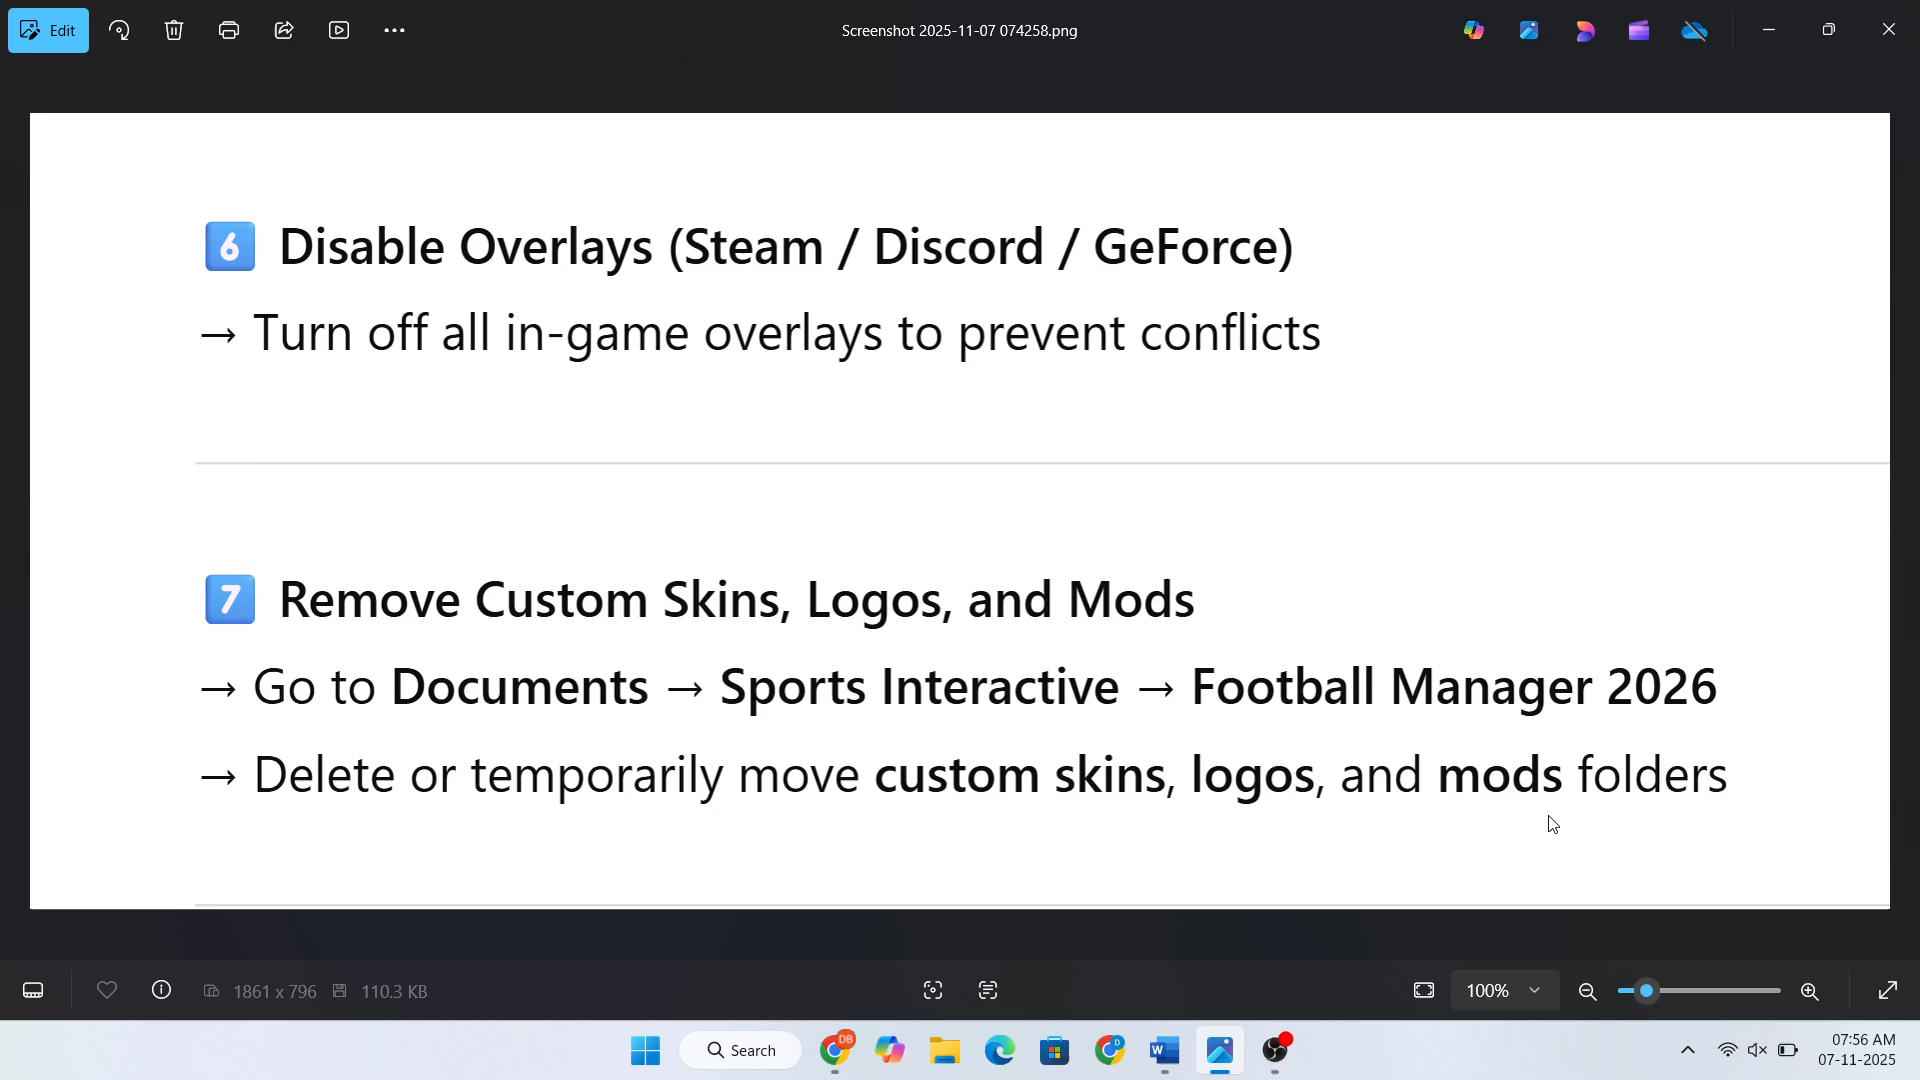 Edit
Screenshot 2025-11-07 074258.png
6 Disable Overlays (Steam / Discord / GeForce)
→ Turn off all in-game overlays to prevent conflicts
7 Remove Custom Skins, Logos, and Mods
→ Go to Documents → Sports Interactive → Football Manager 2026
→ Delete or temporarily move custom skins, logos, and mods folders
1861 x 796 110.3 KB 100%
DB
Search
D
W
07:56 AM
07-11-2025